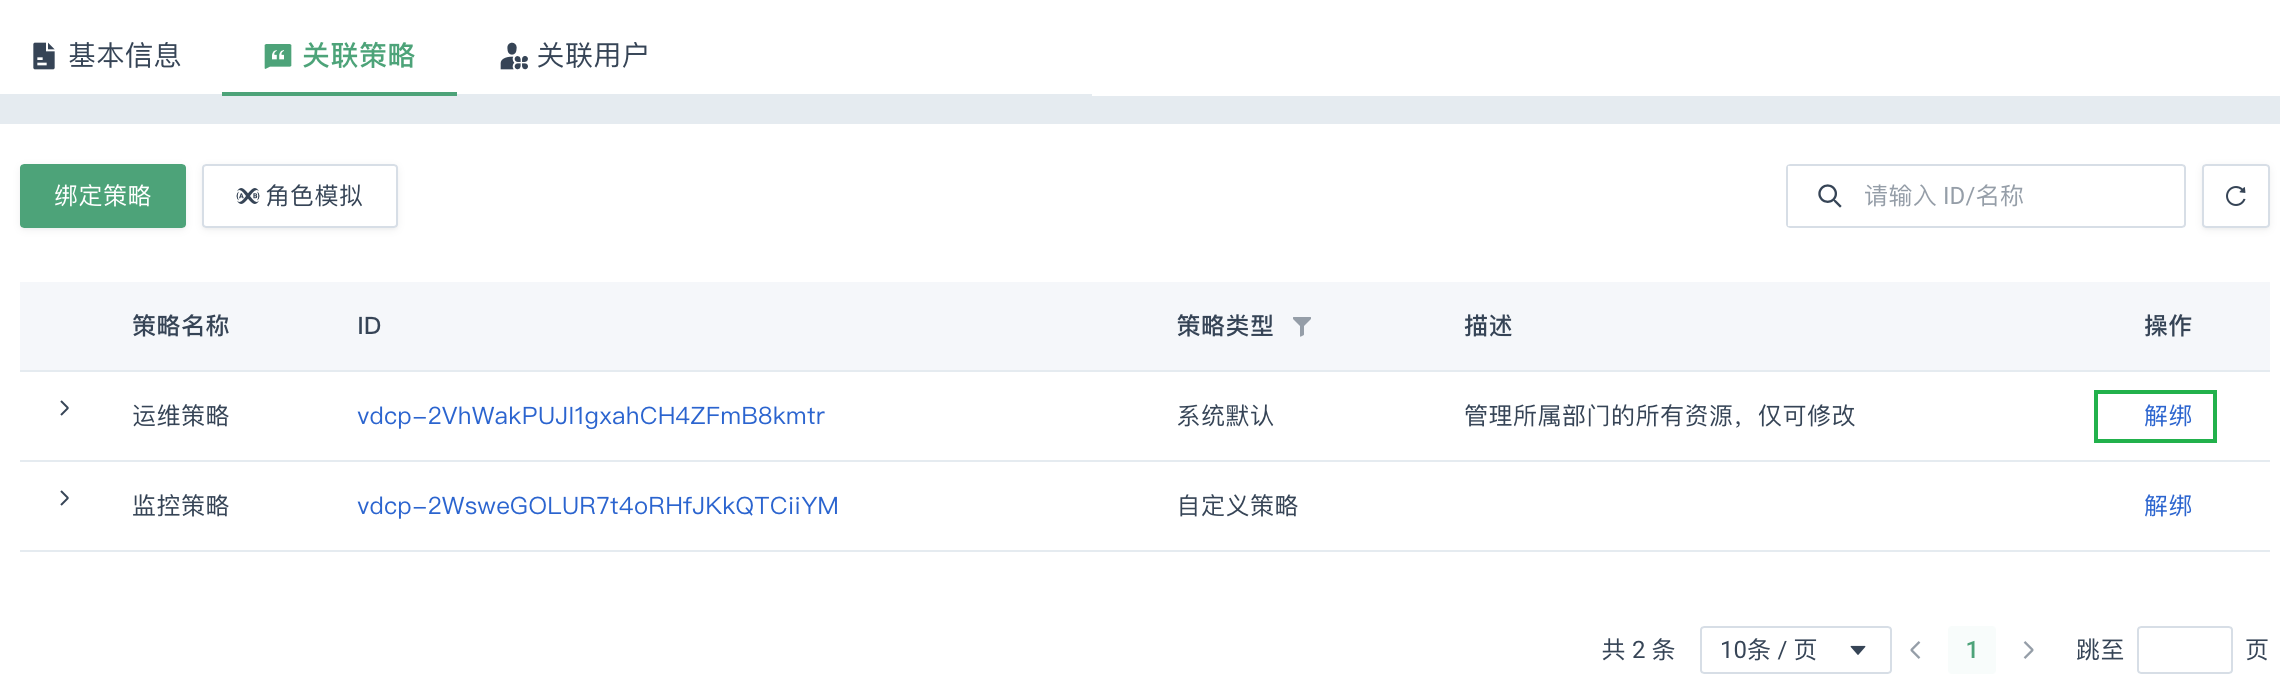 基本信息 关联策略 关联用户
绑定策略 角色模拟 请输入 ID/名称
策略名称 ID 策略类型 描述 操作
运维策略 vdcp-2VhWakPUJI1gxahCH4ZFmB8kmtr 系统默认 管理所属部门的所有资源，仅可修改 解绑
监控策略 vdcp-2WsweGOLUR7t4oRHfJKkQTCiiYM 自定义策略 解绑
共 2 条 10条 / 页 1 跳至 页